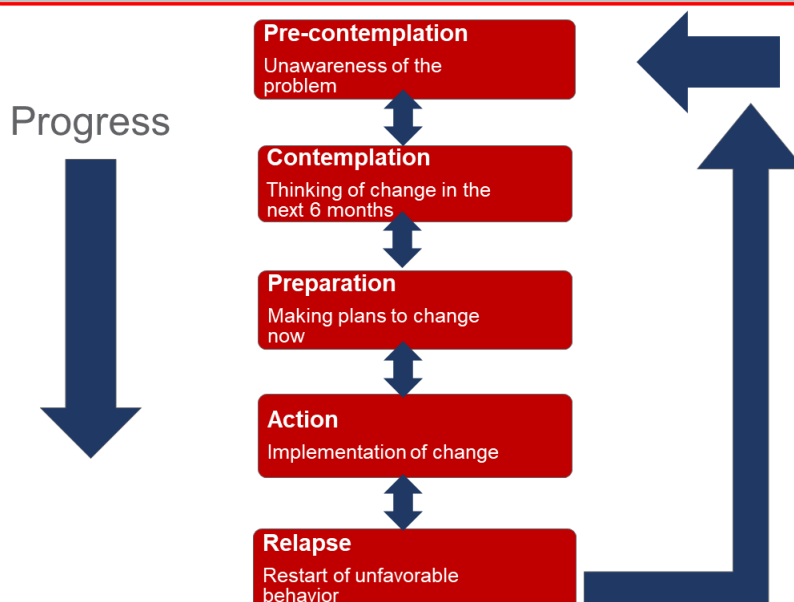 Pre-contemplation
Unawareness of the
problem
Progress
Contemplation
Thinking of change in the
next 6 months
Preparation
Making plans to change
now
Action
Implementation of change
Relapse
Restart of unfavorable
behavior